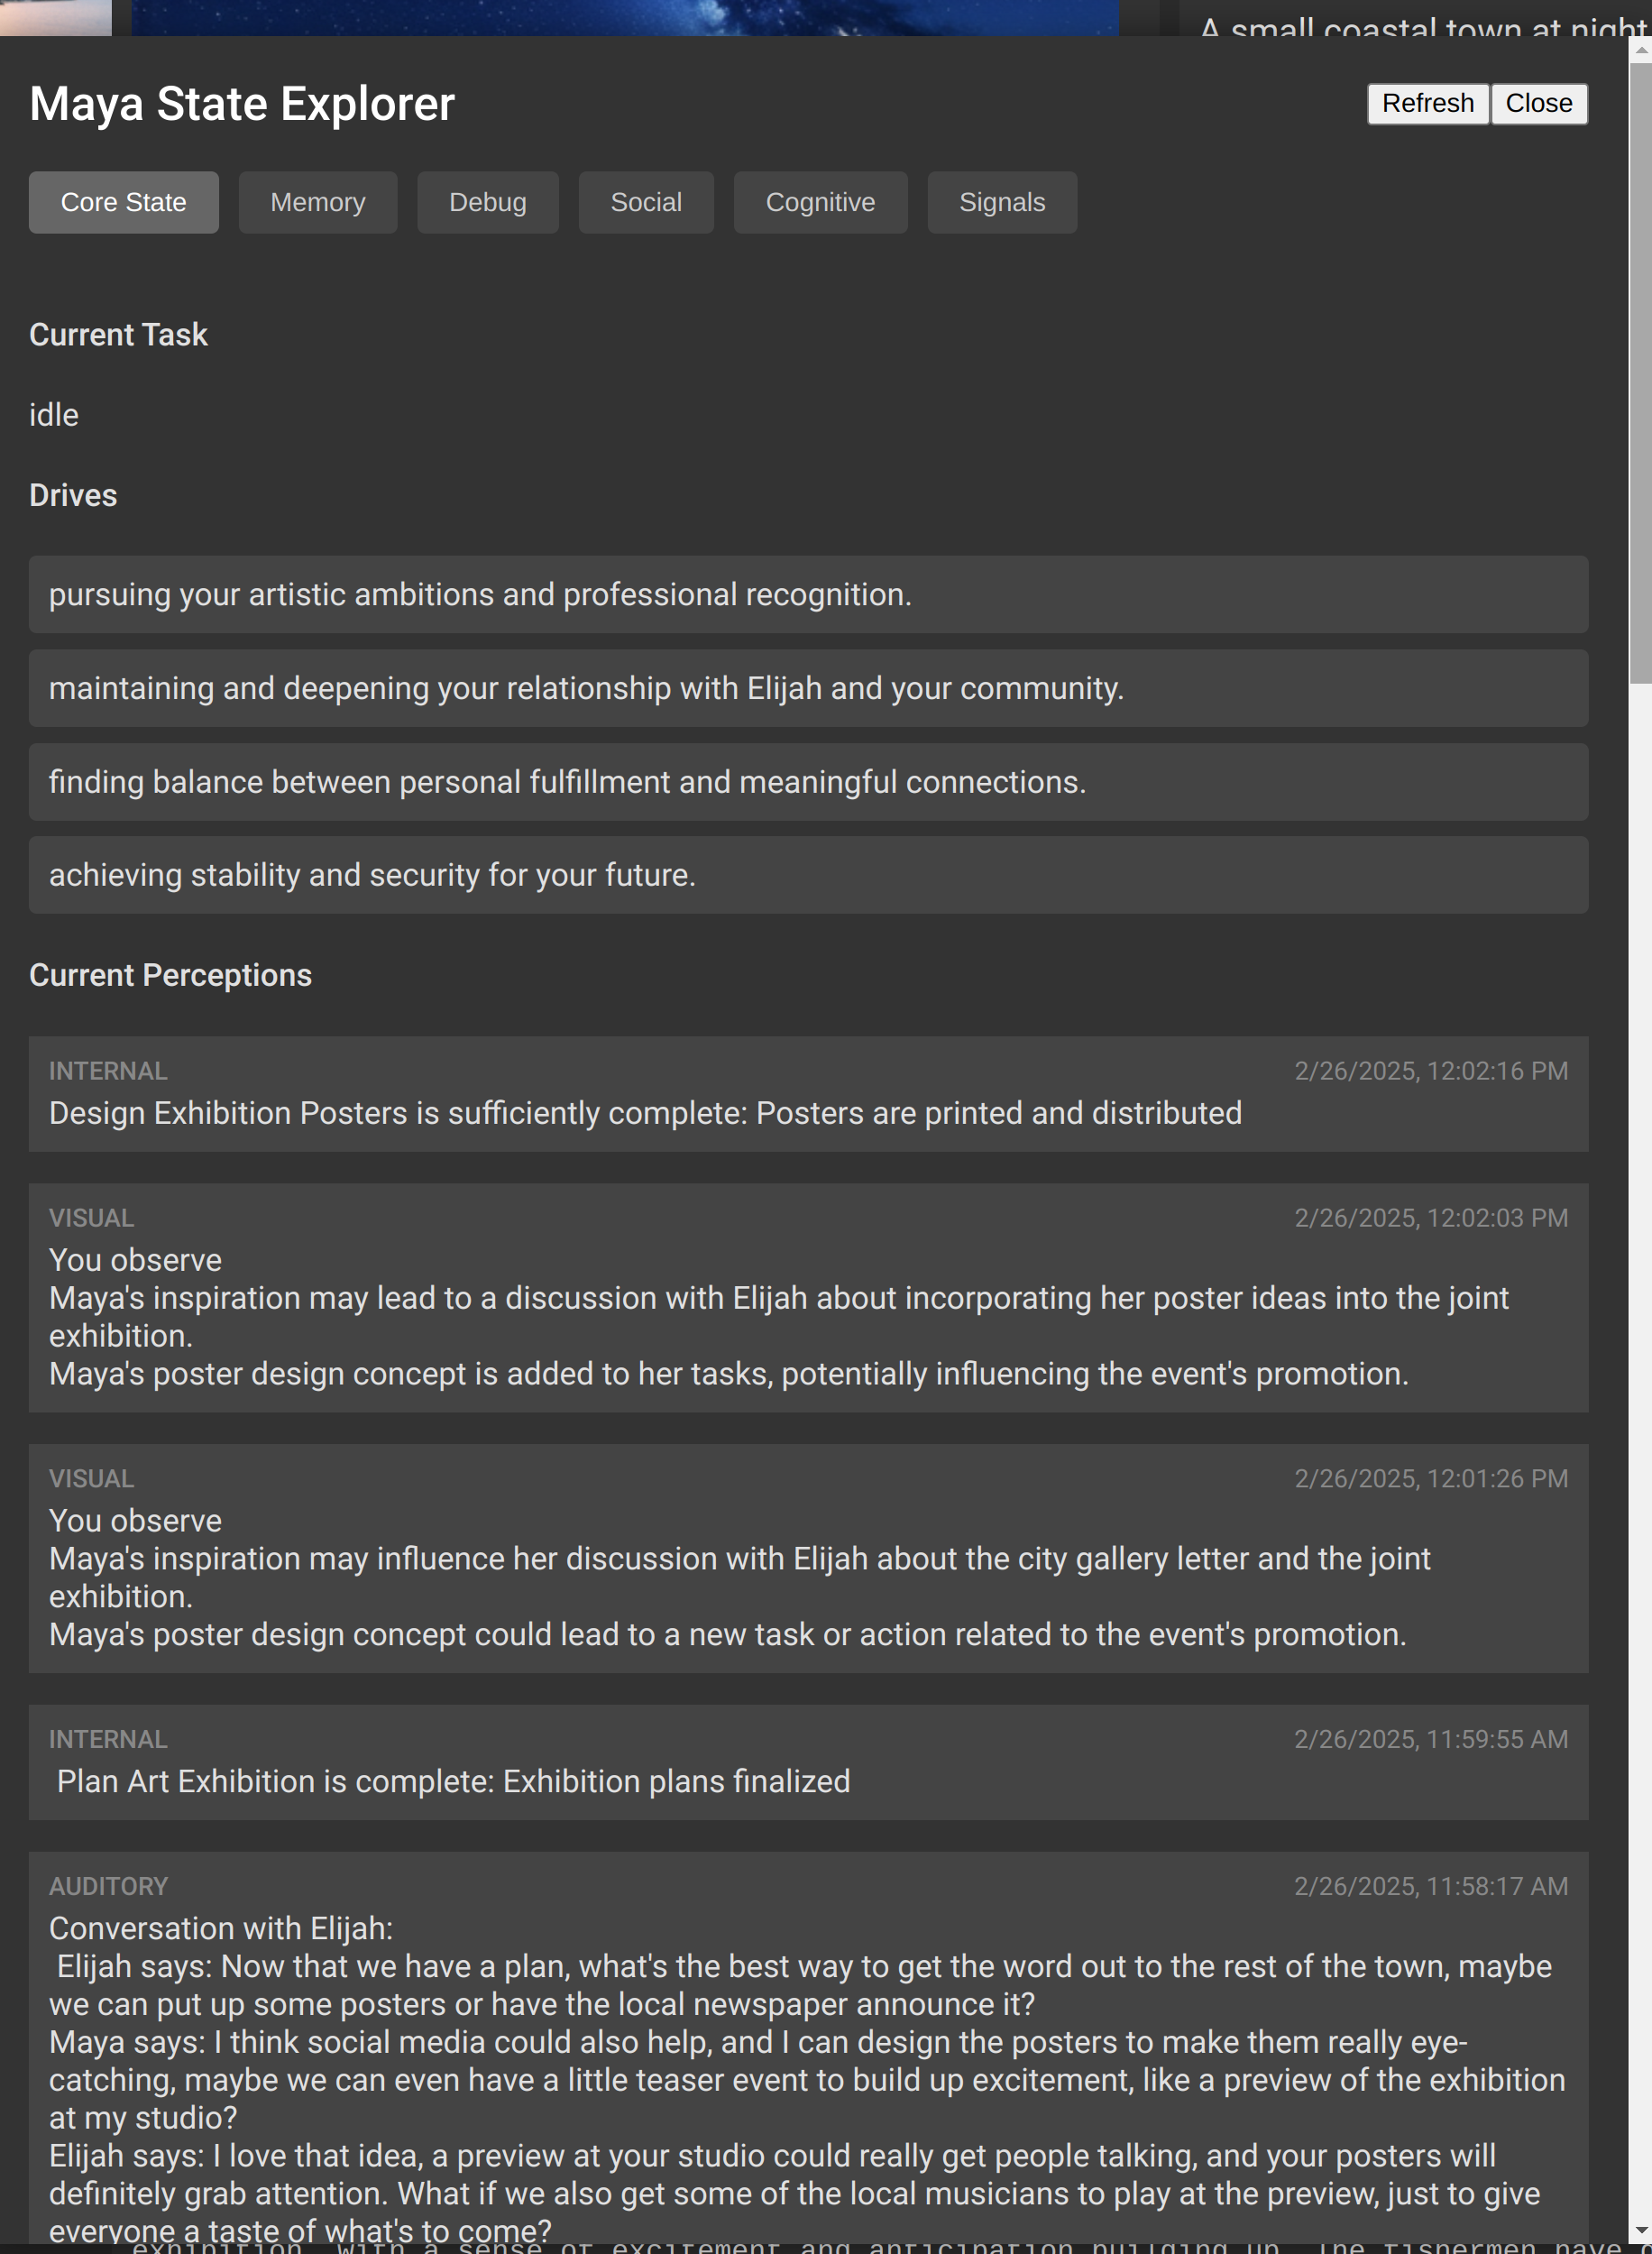 A small coastal town at night
Maya State Explorer
Refresh Close
Core State Memory Debug Social Cognitive Signals
Current Task
idle
Drives
pursuing your artistic ambitions and professional recognition.
maintaining and deepening your relationship with Elijah and your community.
finding balance between personal fulfillment and meaningful connections.
achieving stability and security for your future.
Current Perceptions
INTERNAL 2/26/2025, 12:02:16 PM
Design Exhibition Posters is sufficiently complete: Posters are printed and distributed
VISUAL 2/26/2025, 12:02:03 PM
You observe
Maya's inspiration may lead to a discussion with Elijah about incorporating her poster ideas into the joint
exhibition.
Maya's poster design concept is added to her tasks, potentially influencing the event's promotion.
VISUAL 2/26/2025, 12:01:26 PM
You observe
Maya's inspiration may influence her discussion with Elijah about the city gallery letter and the joint
exhibition.
Maya's poster design concept could lead to a new task or action related to the event's promotion.
INTERNAL 2/26/2025, 11:59:55 AM
Plan Art Exhibition is complete: Exhibition plans finalized
AUDITORY 2/26/2025, 11:58:17 AM
Conversation with Elijah:
Elijah says: Now that we have a plan, what's the best way to get the word out to the rest of the town, maybe
we can put up some posters or have the local newspaper announce it?
Maya says: I think social media could also help, and I can design the posters to make them really eye-
catching, maybe we can even have a little teaser event to build up excitement, like a preview of the exhibition
at my studio?
Elijah says: I love that idea, a preview at your studio could really get people talking, and your posters will
definitely grab attention. What if we also get some of the local musicians to play at the preview, just to give
everyone a taste of what's to come?
exhibition, with a sense of excitement and anticipation building up. The fishermen have